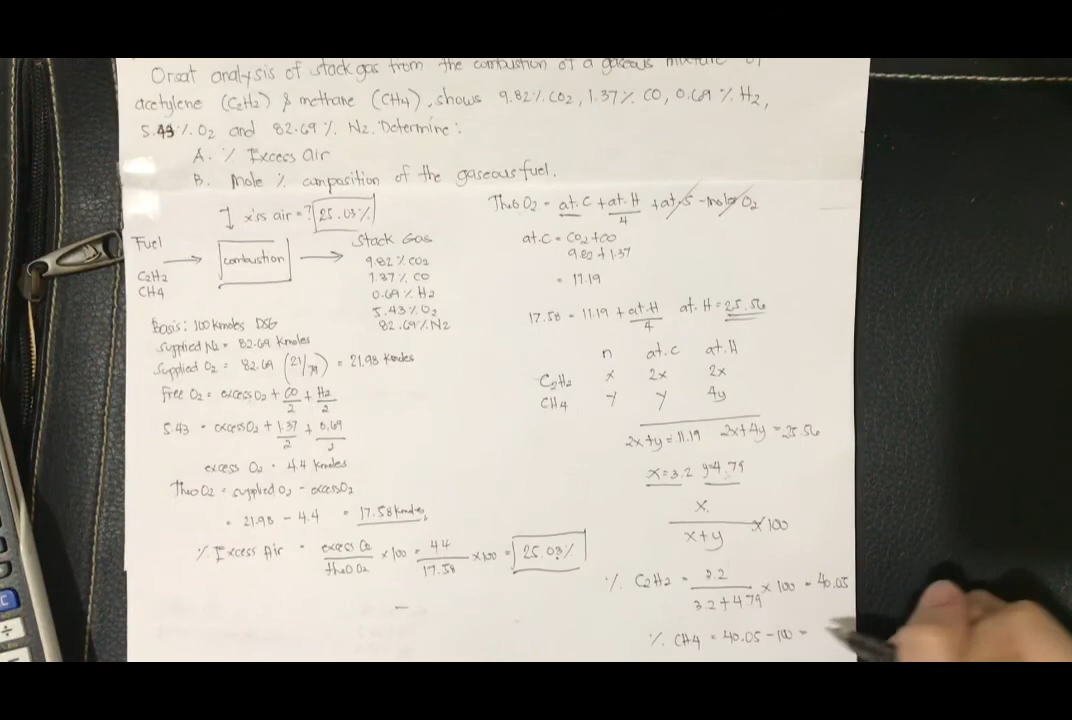 Orsat analysis of stack gas from the combustion of a gaseous mixture of
acetylene (C2H2) & methane (CH4), shows 9.82% CO2, 1.37% CO, 0.69% H2,
5.43% O2 and 82.69% N2. Determine:
A. % Excess air
B. Mole % composition of the gaseous fuel.
x's air = ? 25.03%
Fuel
C2H2
CH4
combustion
Stack Gas
9.82% CO2
1.37% CO
0.69% H2
5.43% O2
82.69% N2
Basis: 100 kmoles DSG
Supplied N2 = 82.69 kmoles
Supplied O2 = 82.69 (21/79) = 21.98 kmoles
Free O2 = excess O2 + CO/2 + H2/2
5.43 = excess O2 + 1.37/2 + 0.69/2
excess O2 = 4.4 kmoles
Theo O2 = supplied O2 - excess O2
= 21.98 - 4.4 = 17.58 kmoles
% Excess Air = excess O2/theo O2 x 100 = 4.4/17.58 x 100 = 25.03%
Theo O2 = at. C + at. H/4 + at. S - mole O2
at. C = CO2 + CO
9.82 + 1.37
= 11.19
17.58 = 11.19 + at. H/4 at. H = 25.56
n at. C at. H
C2H2 x 2x 2x
CH4 y y 4y
2x+y = 11.19 2x+4y = 25.56
x = 3.2 y = 4.79
x/x+y x 100
% C2H2 = 3.2/3.2+4.79 x 100 = 40.05
% CH4 = 40.05 - 100 =